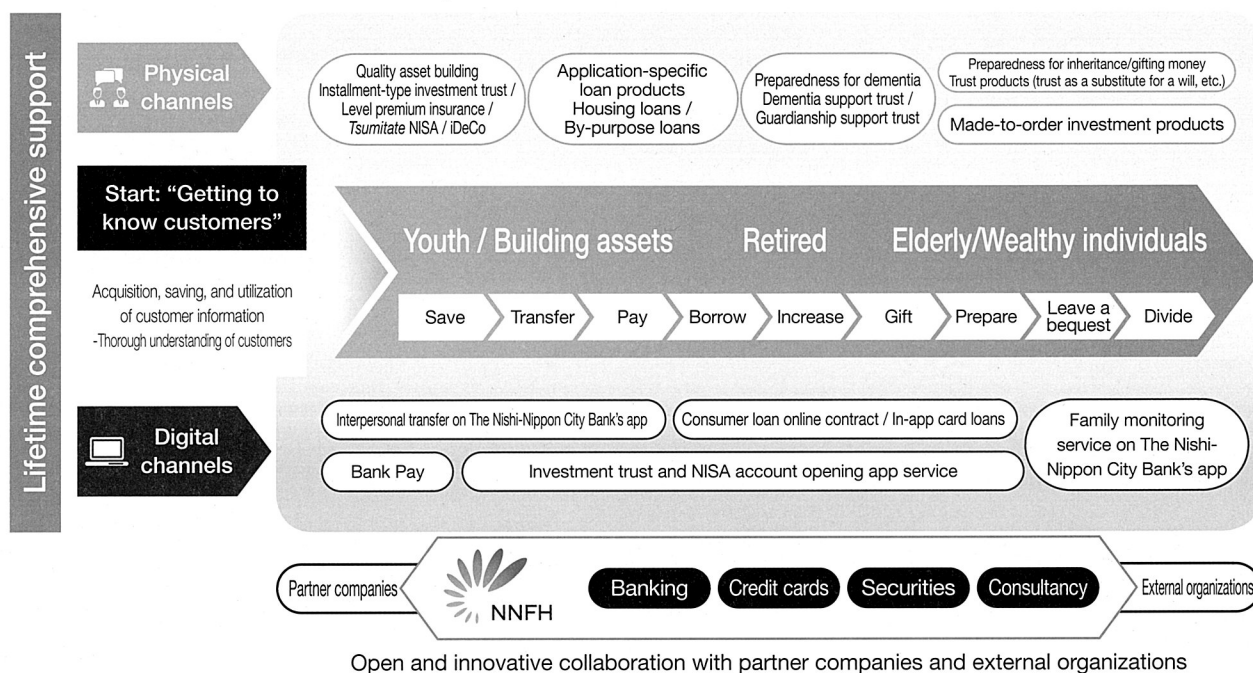 Lifetime comprehensive support
Physical
channels
Quality asset building
Installment-type investment trust /
Level premium insurance /
Tsumitate NISA / iDeCo
Application-specific
loan products
Housing loans /
By-purpose loans
Preparedness for dementia
Dementia support trust /
Guardianship support trust
Preparedness for inheritance/gifting money
Trust products (trust as a substitute for a will, etc.)
Made-to-order investment products
Start: “Getting to
know customers”
Acquisition, saving, and utilization
of customer information
-Thorough understanding of customers
Youth / Building assets
Retired
Elderly/Wealthy individuals
Save
Transfer
Pay
Borrow
Increase
Gift
Prepare
Leave a
bequest
Divide
Digital
channels
Interpersonal transfer on The Nishi-Nippon City Bank’s app
Consumer loan online contract / In-app card loans
Family monitoring
service on The Nishi-
Nippon City Bank’s app
Bank Pay
Investment trust and NISA account opening app service
Partner companies
NNFH
Banking
Credit cards
Securities
Consultancy
External organizations
Open and innovative collaboration with partner companies and external organizations